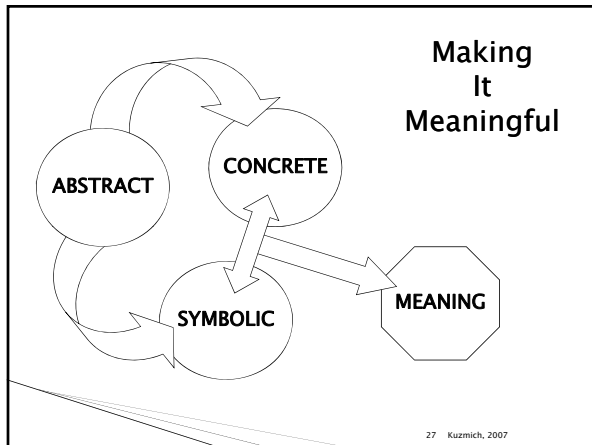 Making
It
Meaningful
CONCRETE
ABSTRACT
MEANING
SYMBOLIC
27 Kuzmich, 2007